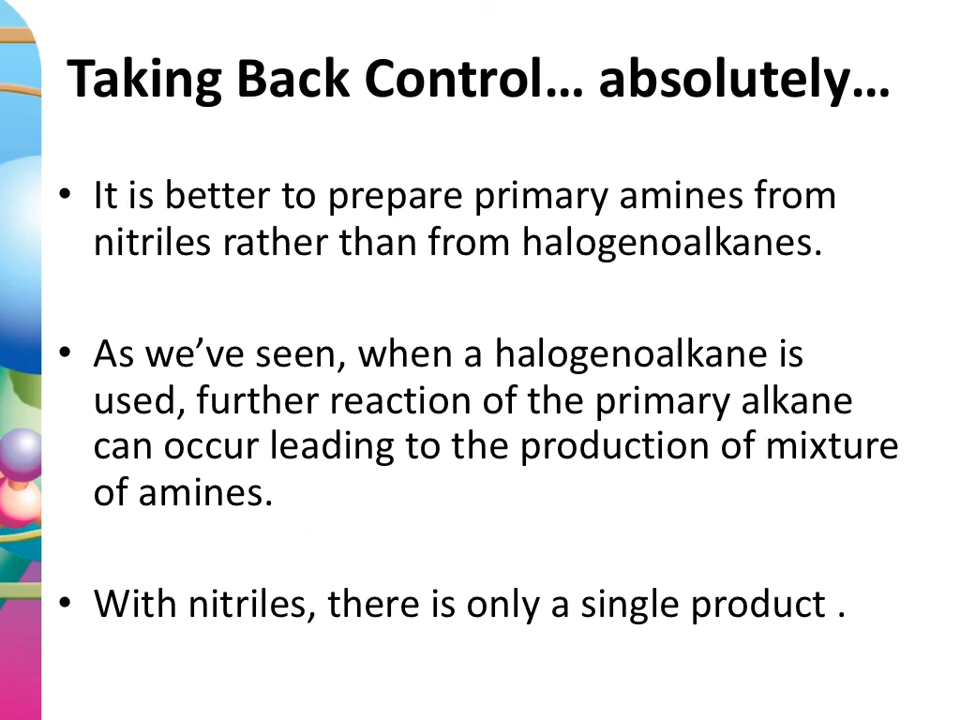 Taking Back Control… absolutely…
• It is better to prepare primary amines from
nitriles rather than from halogenoalkanes.
• As we’ve seen, when a halogenoalkane is
used, further reaction of the primary alkane
can occur leading to the production of mixture
of amines.
• With nitriles, there is only a single product .